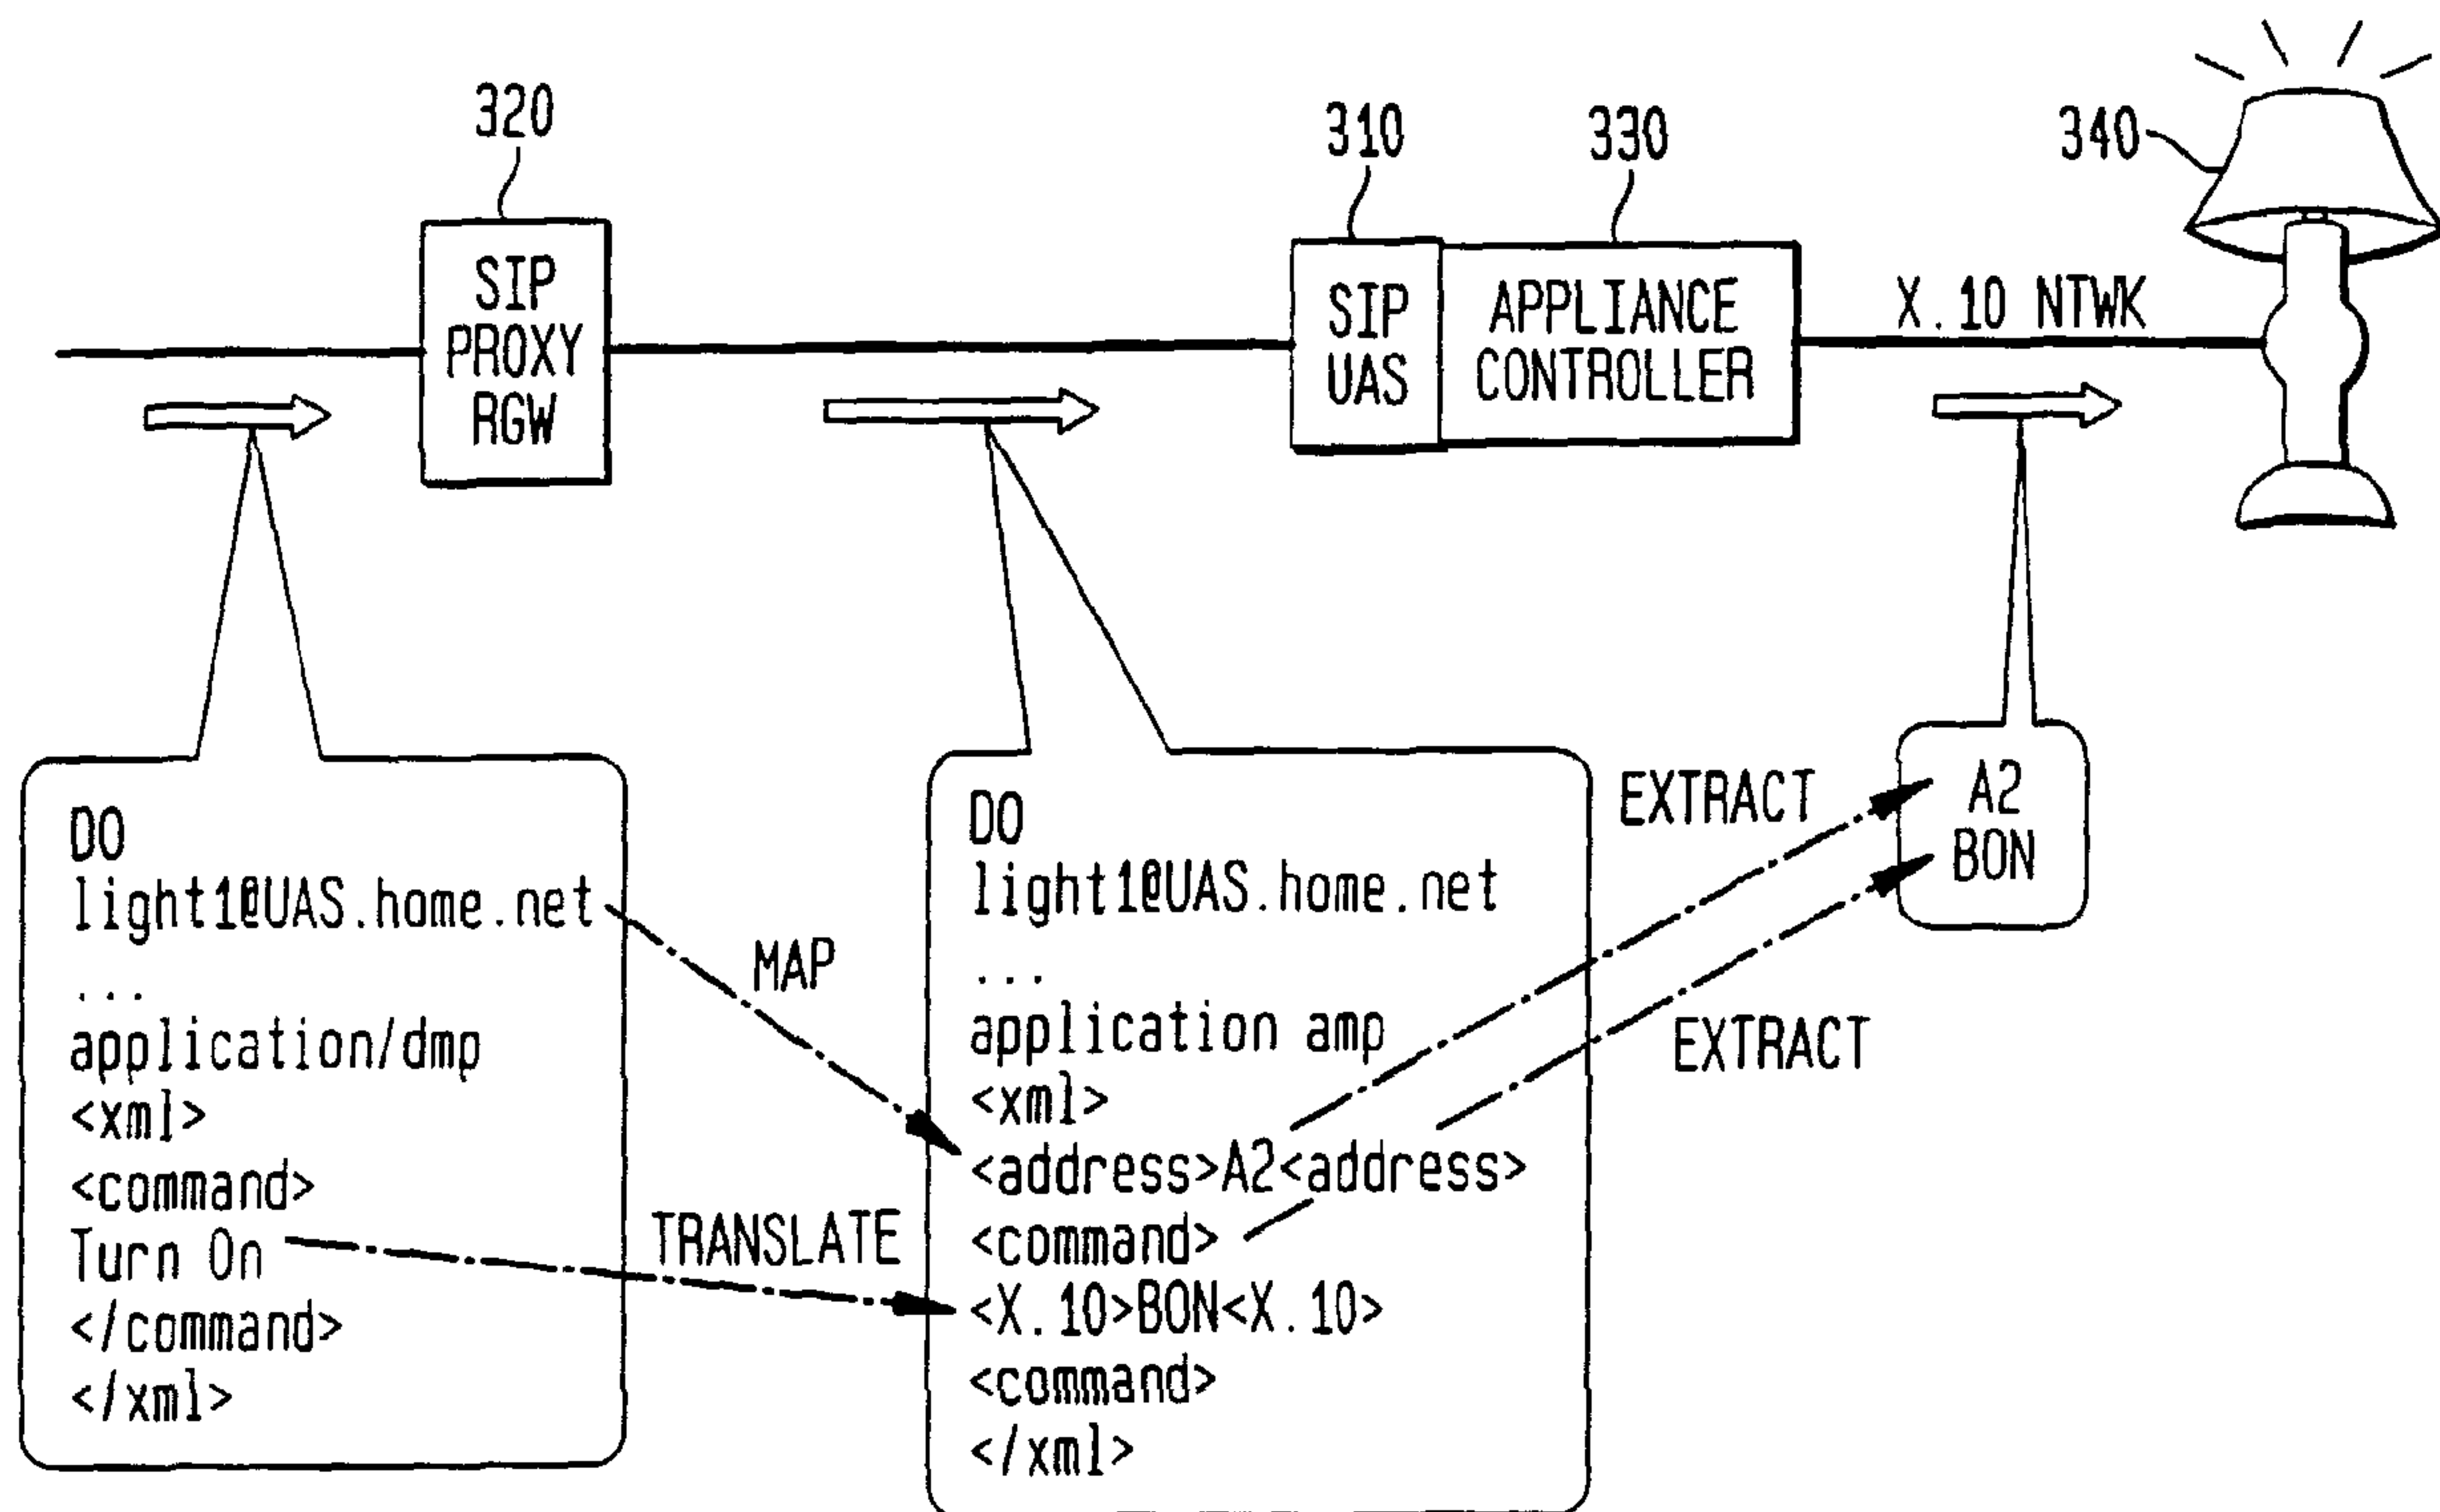 320
310
330
340
SIP
PROXY
RGW
SIP
UAS
APPLIANCE
CONTROLLER
X.10 NTWK
DO
light1@UAS.home.net
...
application/dmp
<xml>
<command>
Turn On
</command>
</xml>
MAP
TRANSLATE
DO
light1@UAS.home.net
...
application amp
<xml>
<address>A2<address>
<command>
<X.10>BON<X.10>
<command>
</xml>
EXTRACT
EXTRACT
A2
BON